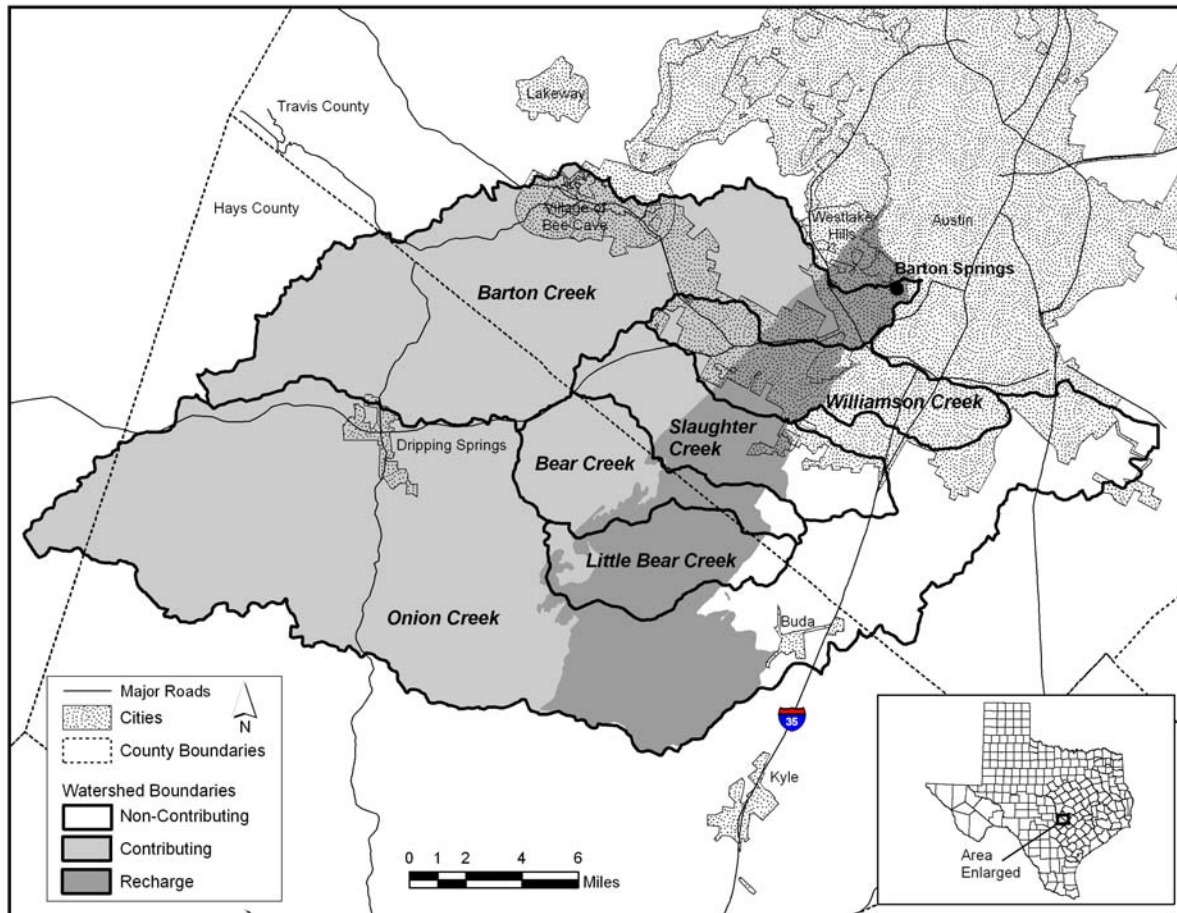 Lakeway
Travis County
Hays County
Village of
Bee Cave
Westlake
Hills
Austin
Barton Springs
Barton Creek
Williamson Creek
Slaughter
Creek
Dripping Springs
Bear Creek
Little Bear Creek
Onion Creek
Buda
35
Kyle
Major Roads
N
Cities
County Boundaries
Watershed Boundaries
Non-Contributing
Contributing
Recharge
0 1 2 4 6
Miles
Area
Enlarged